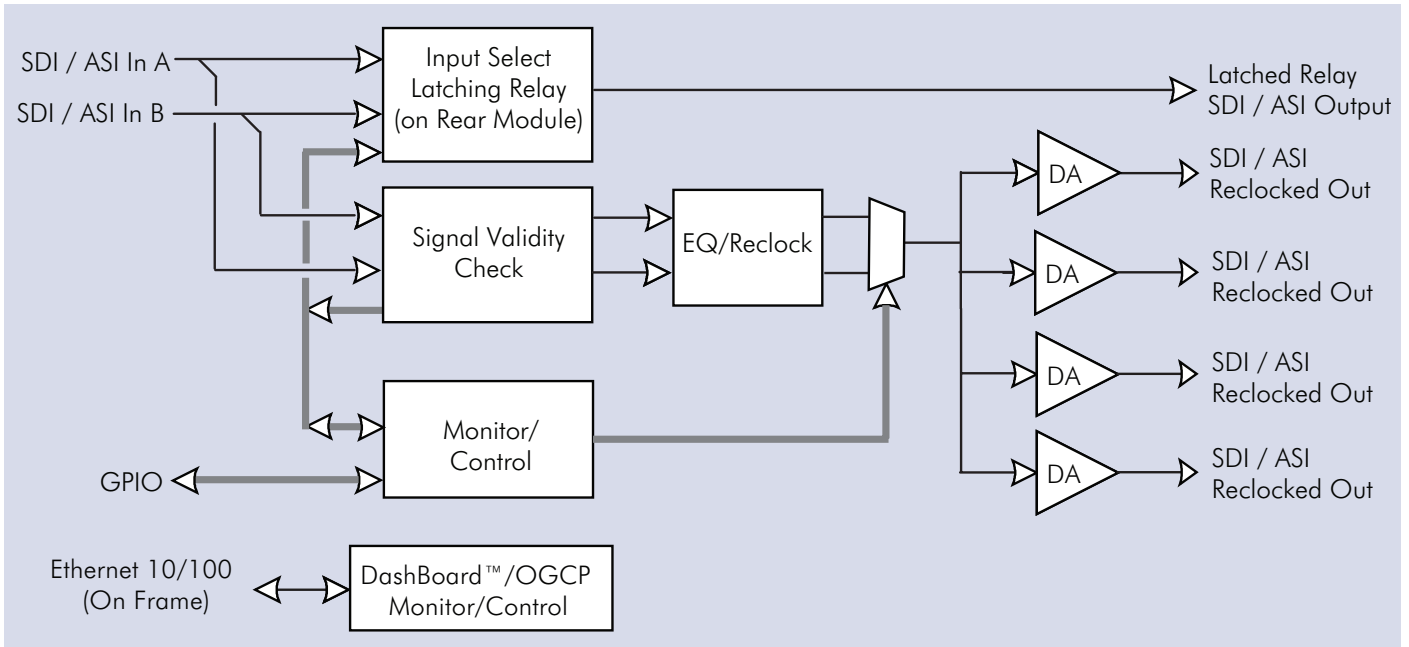 SDI / ASI In A
SDI / ASI In B
Input Select
Latching Relay
(on Rear Module)
Latched Relay
SDI / ASI Output
Signal Validity
Check
EQ/Reclock
DA
SDI / ASI
Reclocked Out
DA
SDI / ASI
Reclocked Out
DA
SDI / ASI
Reclocked Out
DA
SDI / ASI
Reclocked Out
Monitor/
Control
GPIO
Ethernet 10/100
(On Frame)
DashBoard™/OGCP
Monitor/Control